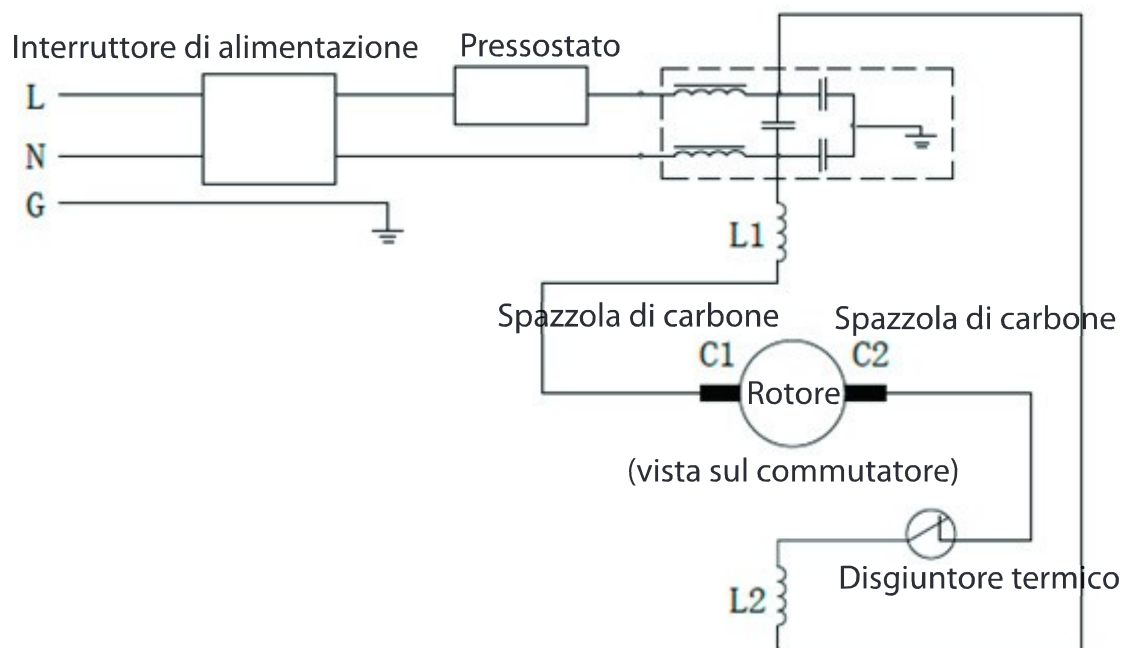 Interruttore di alimentazione
Pressostato
L
N
G
L1
Spazzola di carbone
Spazzola di carbone
C1
C2
Rotore
(vista sul commutatore)
Disgiuntore termico
L2